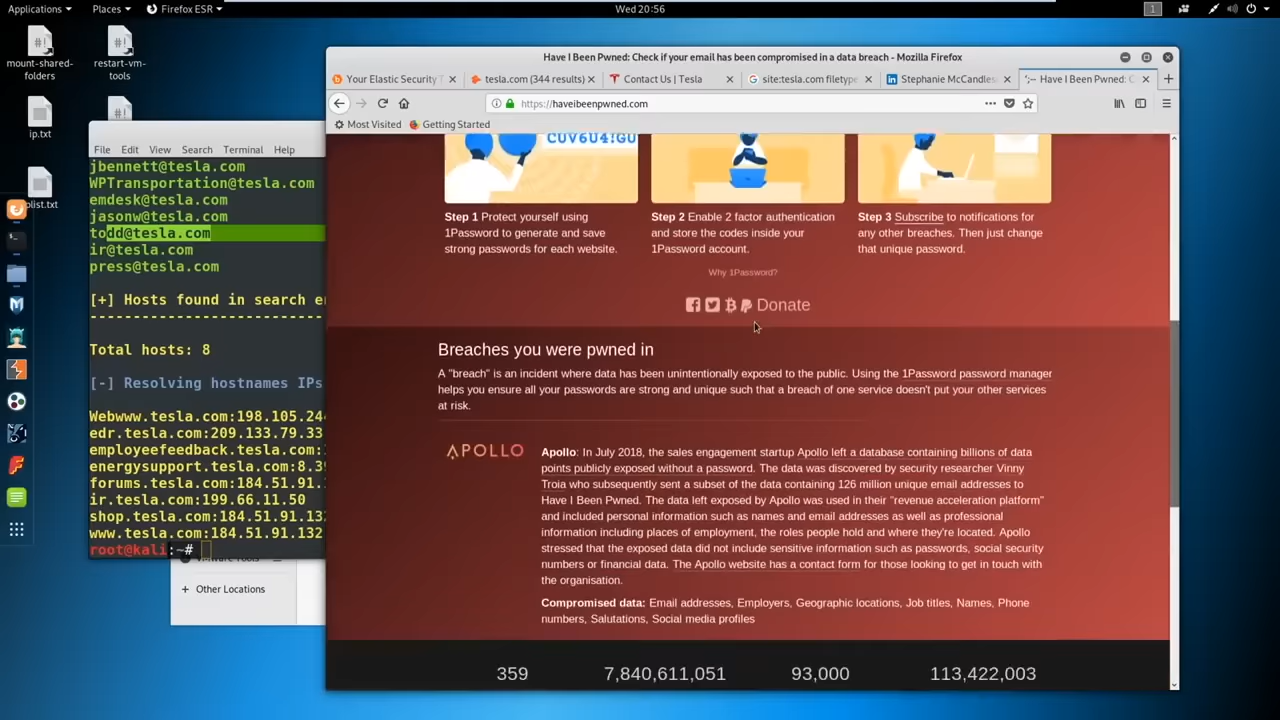 Applications
Places
Firefox ESR
Wed 20:56
1
mount-shared-folders
restart-vm-tools
ip.txt
File Edit View Search Terminal Help
jbennett@tesla.com
WPTransportation@tesla.com
emdesk@tesla.com
jasonw@tesla.com
todd@tesla.com
ir@tesla.com
press@tesla.com
[+] Hosts found in search
Total hosts: 8
[-] Resolving hostnames IPs
Webwww.tesla.com:198.105.24
edr.tesla.com:209.133.79.33
employeefeedback.tesla.com:
energysupport.tesla.com:8.3
forums.tesla.com:184.51.91.1
ir.tesla.com:199.66.11.50
shop.tesla.com:184.51.91.132
www.tesla.com:184.51.91.132
root@kali:~#
+ Other Locations
Have I Been Pwned: Check if your email has been compromised in a data breach - Mozilla Firefox
Your Elastic Security T
tesla.com (344 results)
Contact Us | Tesla
site:tesla.com filetype
Stephanie McCandles
Have I Been Pwned: C
https://haveibeenpwned.com
Most Visited
Getting Started
CUV6U4!GU
Step 1 Protect yourself using
1Password to generate and save
strong passwords for each website.
Step 2 Enable 2 factor authentication
and store the codes inside your
1Password account.
Step 3 Subscribe to notifications for
any other breaches. Then just change
that unique password.
Why 1Password?
Donate
Breaches you were pwned in
A "breach" is an incident where data has been unintentionally exposed to the public. Using the 1Password password manager
helps you ensure all your passwords are strong and unique such that a breach of one service doesn't put your other services
at risk.
APOLLO
Apollo: In July 2018, the sales engagement startup Apollo left a database containing billions of data
points publicly exposed without a password. The data was discovered by security researcher Vinny
Troia who subsequently sent a subset of the data containing 126 million unique email addresses to
Have I Been Pwned. The data left exposed by Apollo was used in their "revenue acceleration platform"
and included personal information such as names and email addresses as well as professional
information including places of employment, the roles people hold and where they're located. Apollo
stressed that the exposed data did not include sensitive information such as passwords, social security
numbers or financial data. The Apollo website has a contact form for those looking to get in touch with
the organisation.
Compromised data: Email addresses, Employers, Geographic locations, Job titles, Names, Phone
numbers, Salutations, Social media profiles
359
7,840,611,051
93,000
113,422,003